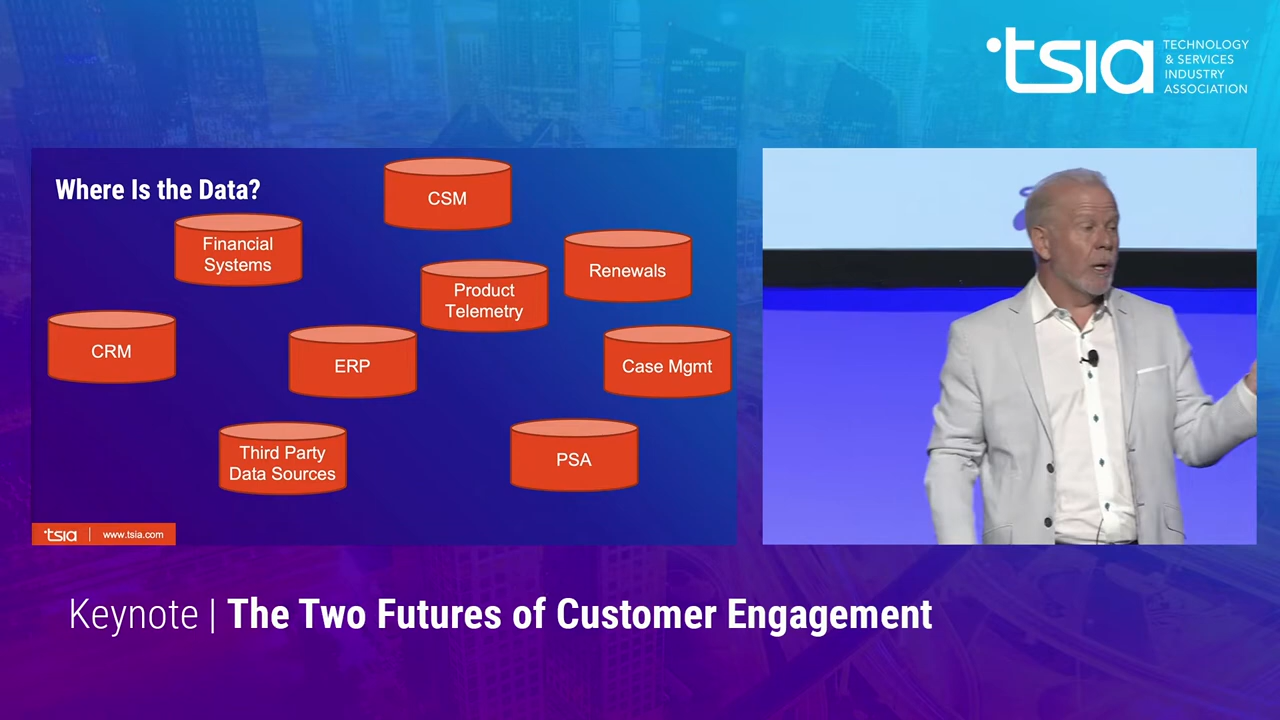 tsia
TECHNOLOGY
& SERVICES
INDUSTRY
ASSOCIATION
Where Is the Data?
CSM
Financial
Systems
Renewals
Product
Telemetry
CRM
ERP
Case Mgmt
Third Party
Data Sources
PSA
tsia | www.tsia.com
Keynote | The Two Futures of Customer Engagement